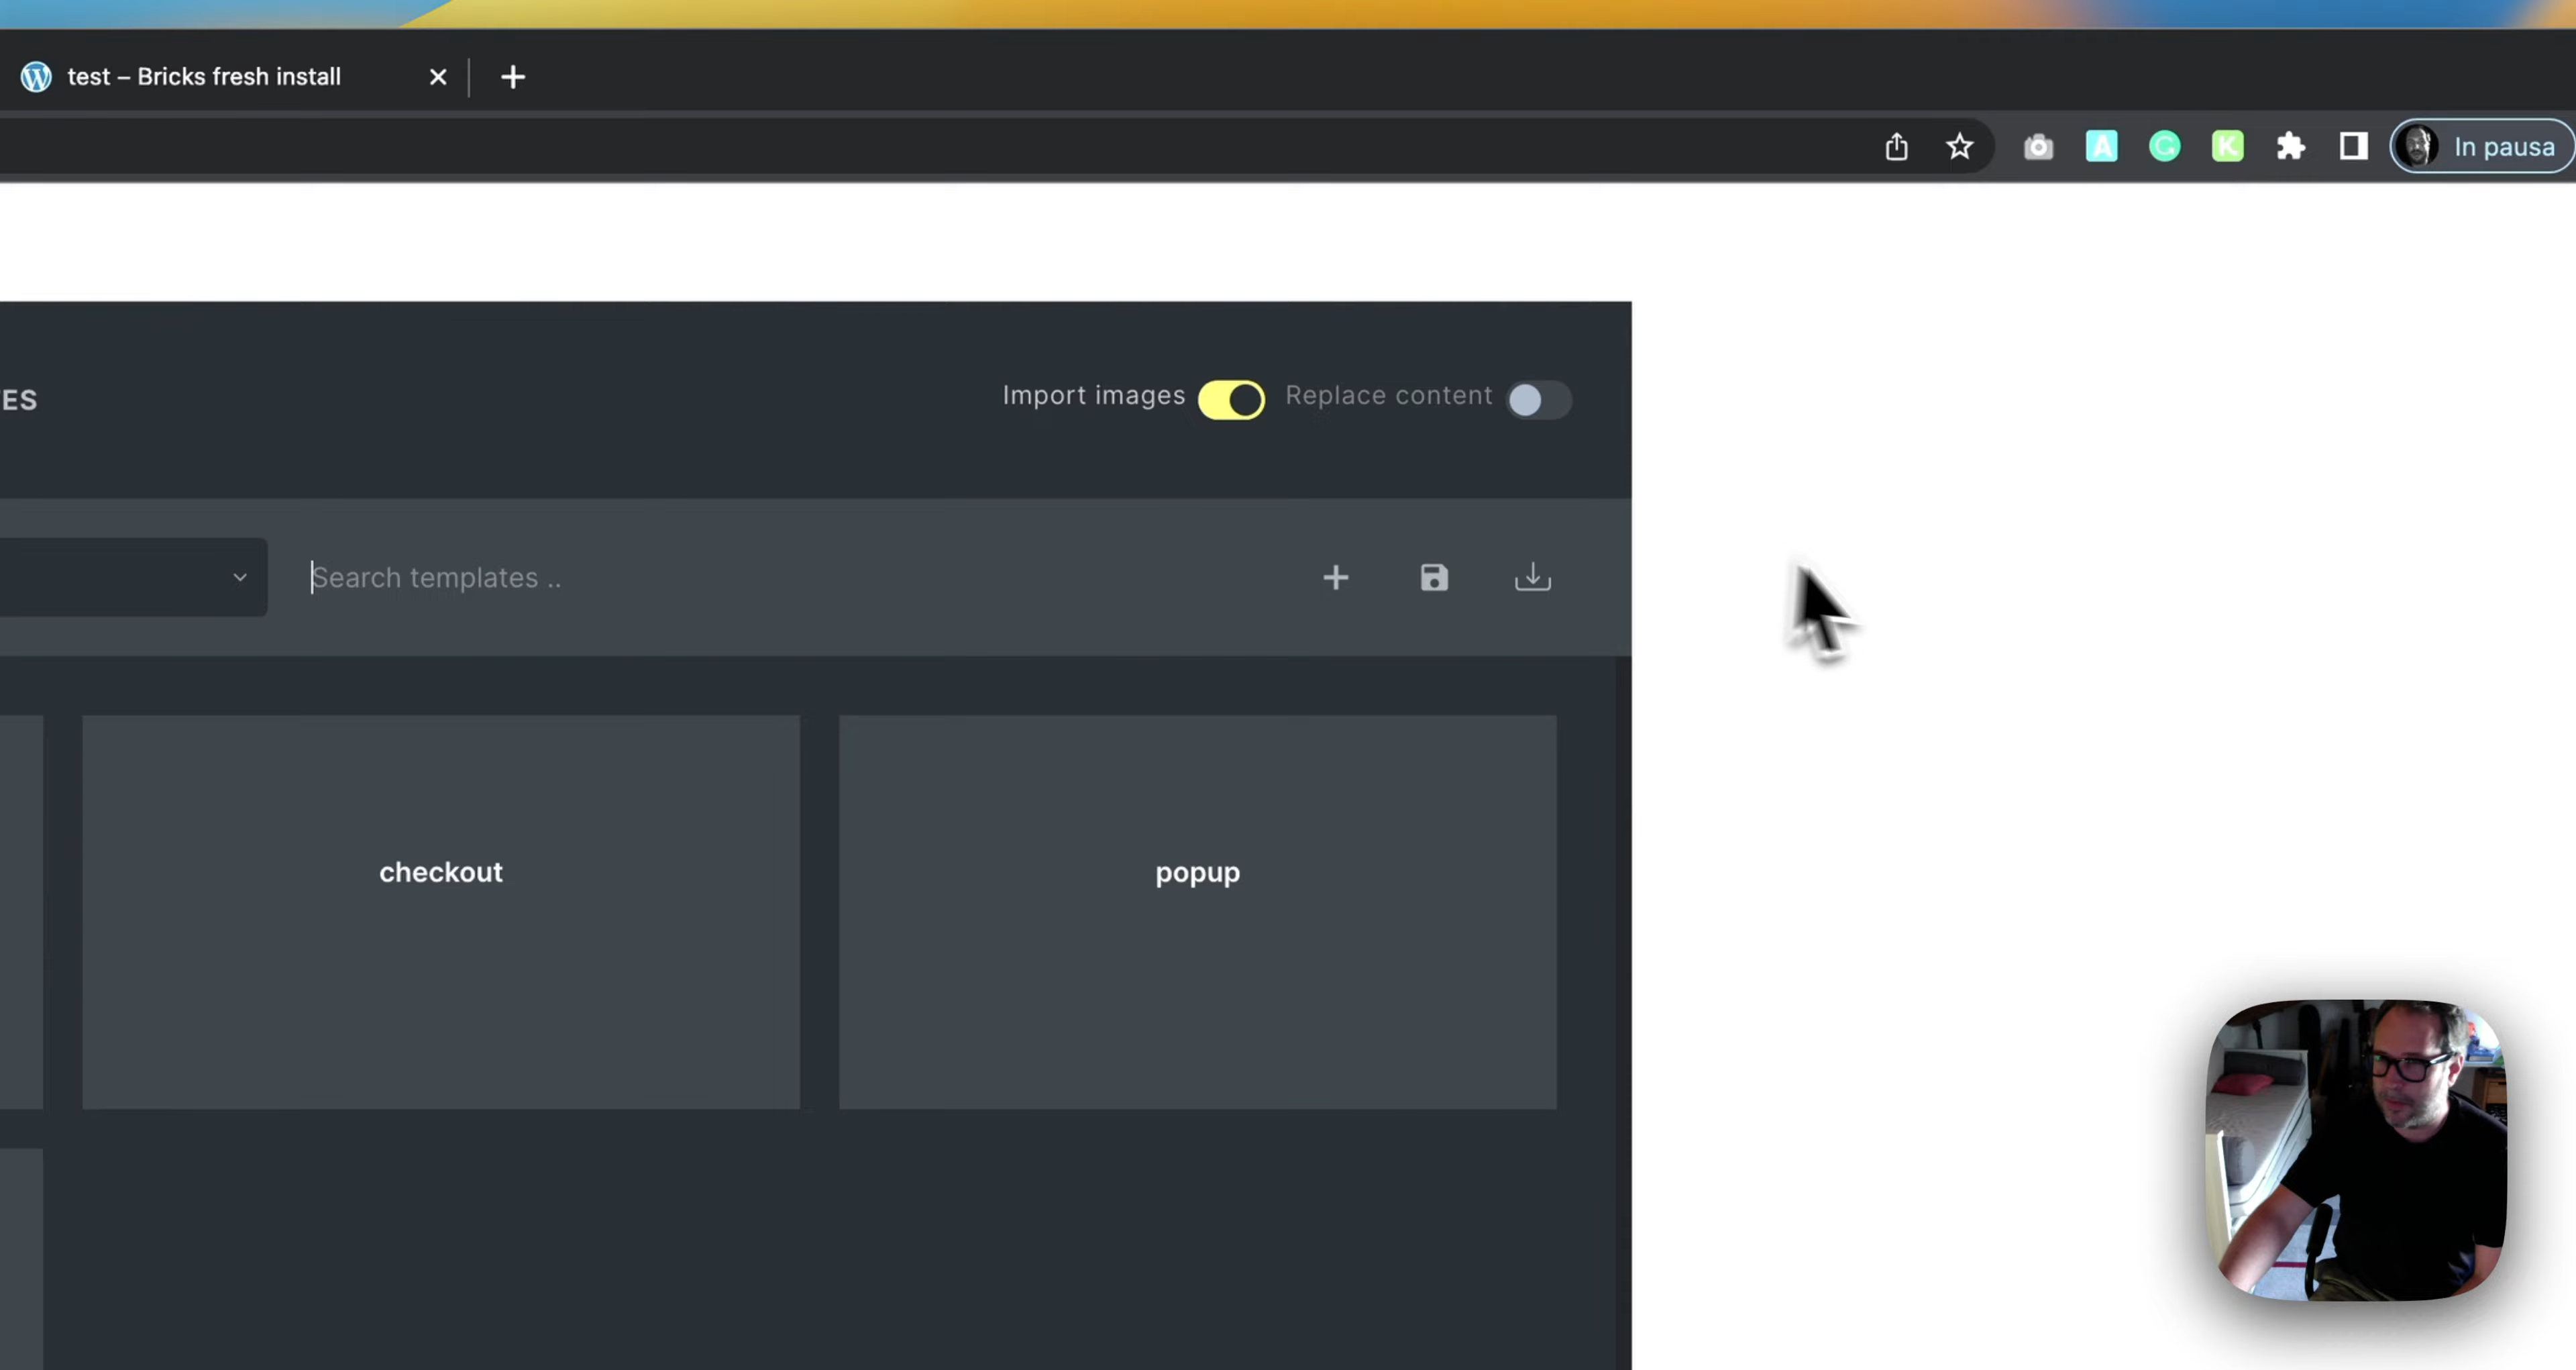 test – Bricks fresh install
In pausa
ES
Import images
Replace content
Search templates ..
checkout
popup